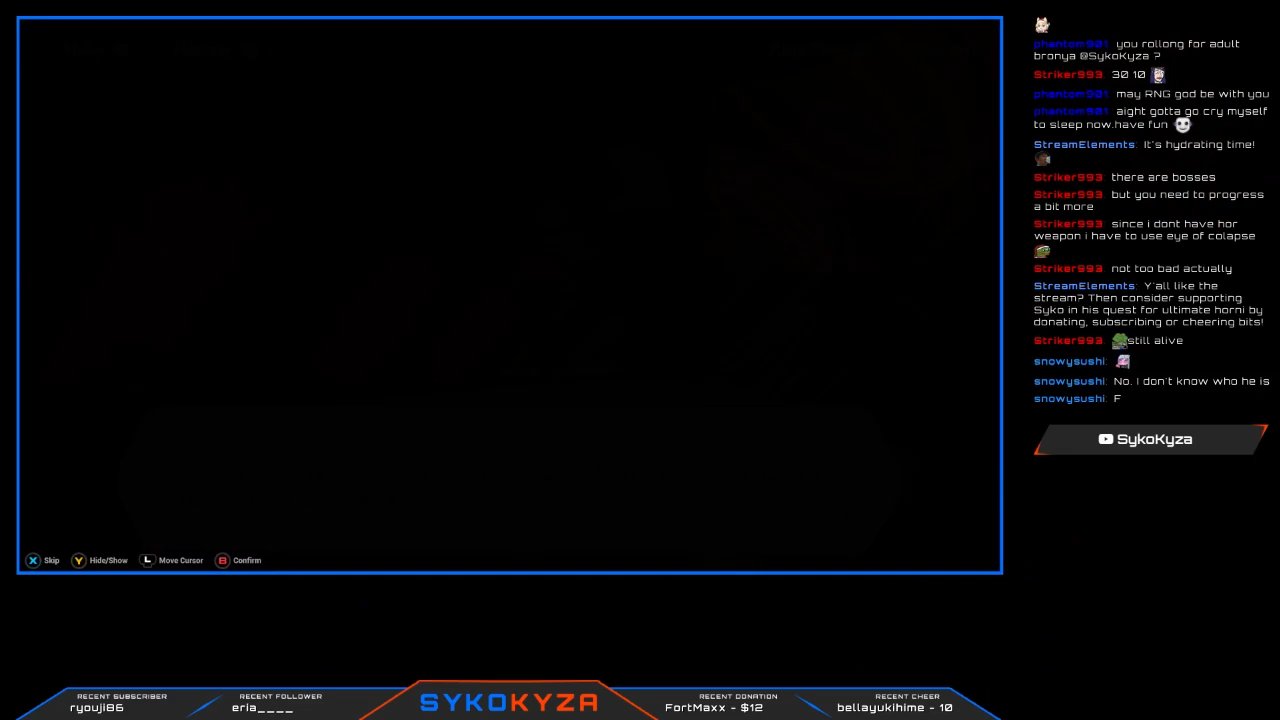 phantom901 you rollong for adult
bronya @SykoKyza ?
Striker993 30 10
phantom901 may RNG god be with you
phantom901 aight gotta go cry myself
to sleep now.have fun
StreamElements: It's hydrating time!
Striker993 there are bosses
Striker993 but you need to progress
a bit more
Striker993 since i dont have hor
weapon i have to use eye of colapse
Striker993 not too bad actually
StreamElements: Y'all like the
stream? Then consider supporting
Syko in his quest for ultimate horni by
donating, subscribing or cheering bits!
Striker993 still alive
snowysushi:
snowysushi: No. I don't know who he is
snowysushi: F
SykoKyza
X Skip Y Hide/Show L Move Cursor B Confirm
RECENT SUBSCRIBER
ryouji86
RECENT FOLLOWER
eria____
SYKOKYZA
RECENT DONATION
FortMaxx - $12
RECENT CHEER
bellayukihime - 10